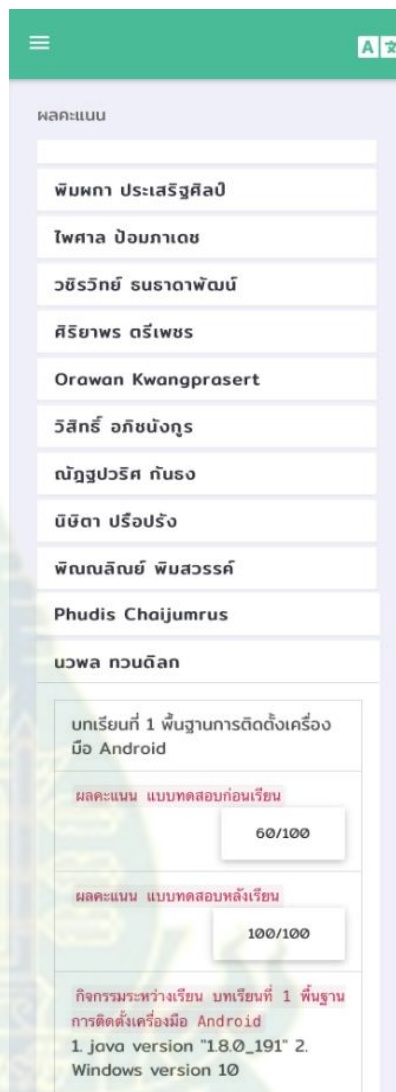 A 文
ผลคะแนน
พิมผกา ประเสริฐศิลป์
ไพศาล ป้อมภาเดช
วชิรวิทย์ ธนธาดาพัฒน์
ศิริยาพร ตรีเพชร
Orawan Kwangprasert
วิสิทธิ์ อภิชนังกูร
ณัฎฐปวริศ กันธง
นิษิตา ปรือปรัง
พิณณลิณย์ พิมสวรรค์
Phudis Chaijumrus
นวพล ทวนดิลก
บทเรียนที่ 1 พื้นฐานการติดตั้งเครื่อง
มือ Android
ผลคะแนน แบบทดสอบก่อนเรียน
60/100
ผลคะแนน แบบทดสอบหลังเรียน
100/100
กิจกรรมระหว่างเรียน บทเรียนที่ 1 พื้นฐาน
การติดตั้งเครื่องมือ Android
1. java version "1.8.0_191" 2.
Windows version 10